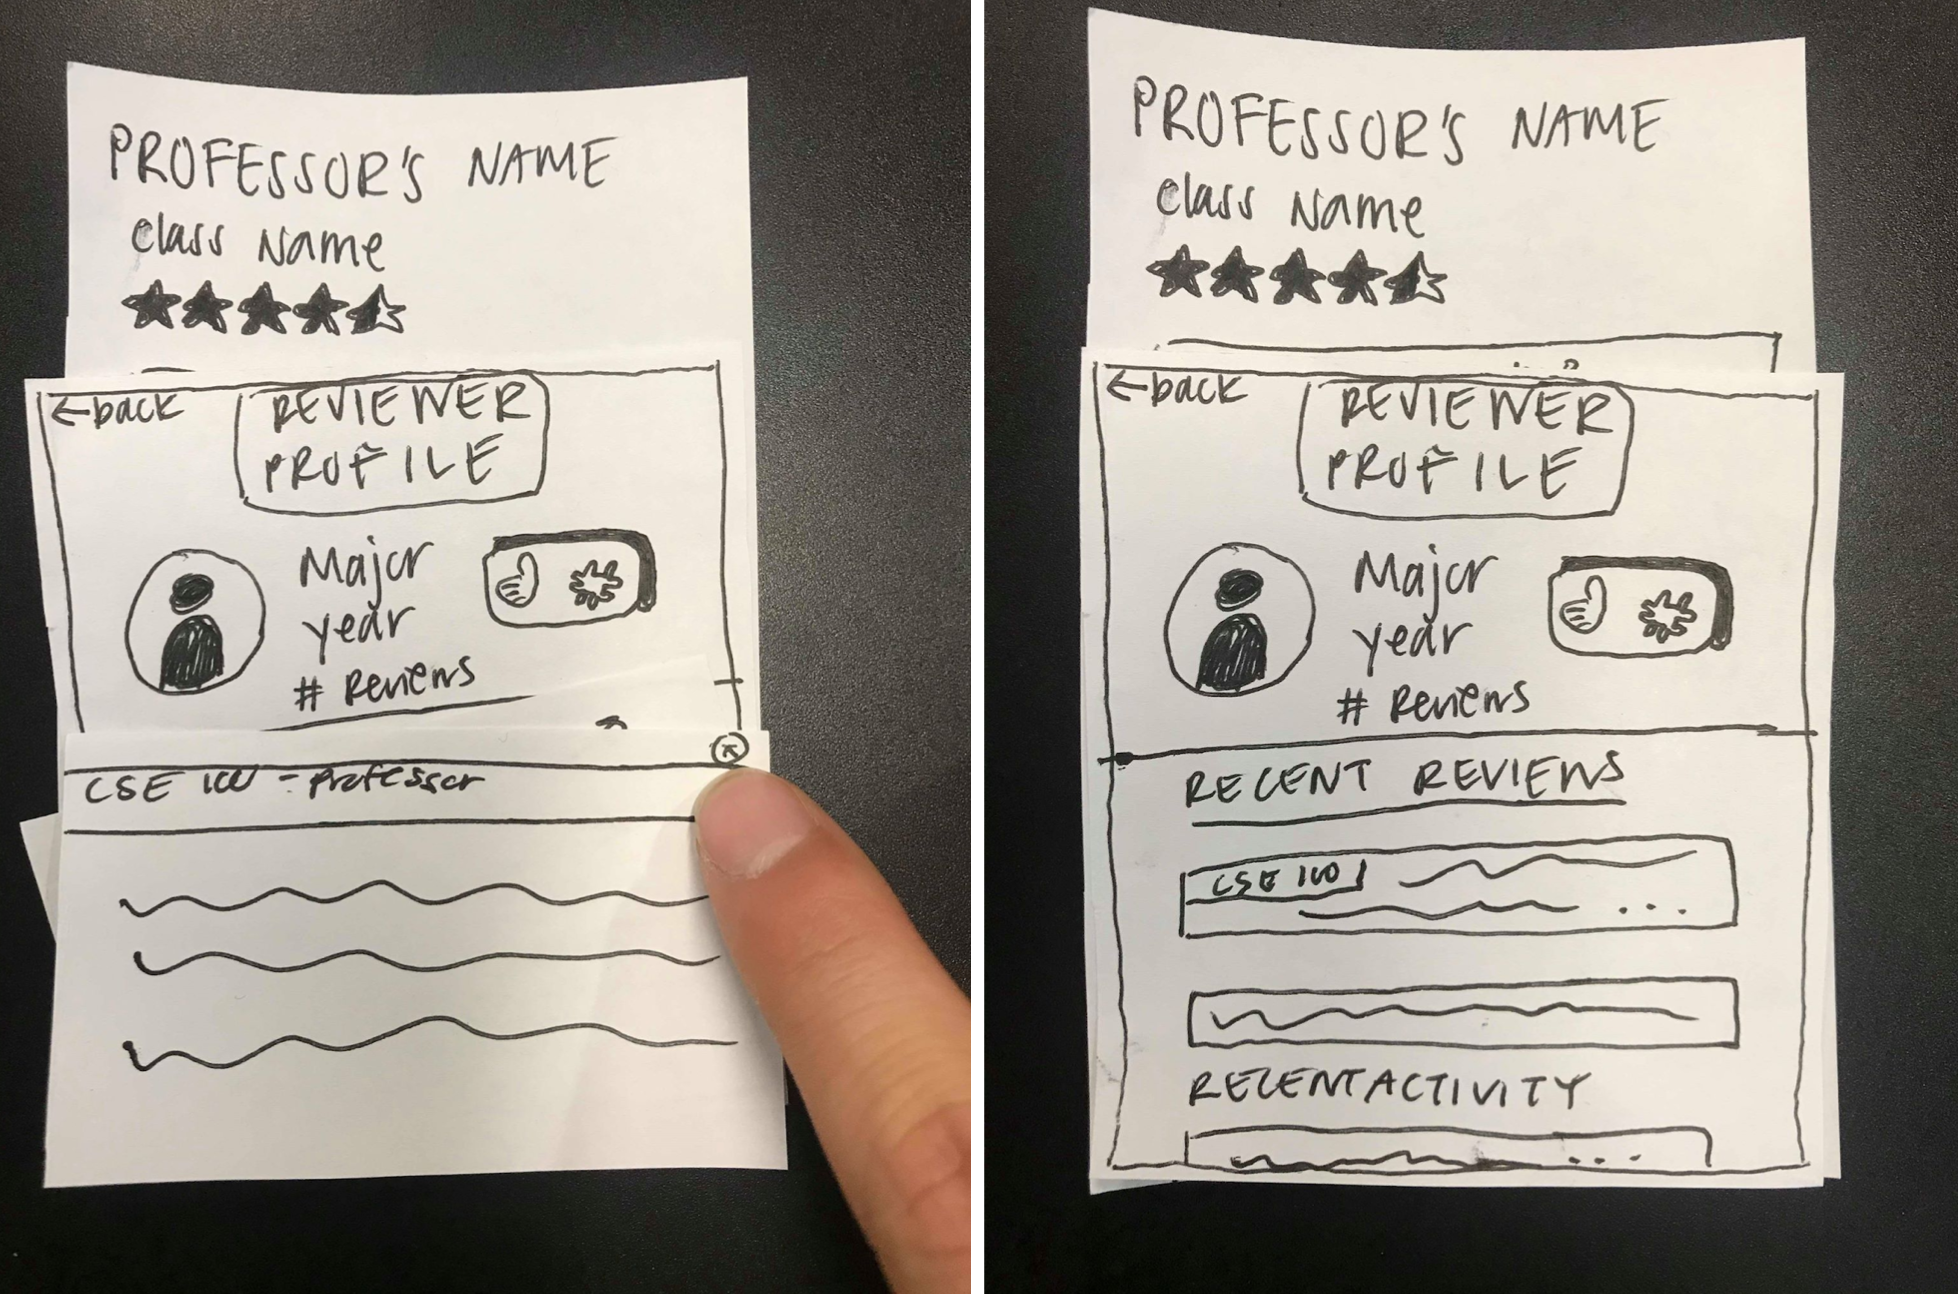 PROFESSOR'S NAME
Class Name
←back
REVIEWER
PROFILE
Major
year
# Reviews
CSE 100 - Professor
PROFESSOR'S NAME
Class Name
←back
REVIEWER
PROFILE
Major
year
# Reviews
RECENT REVIEWS
CSE 100
...
RECENT ACTIVITY
...